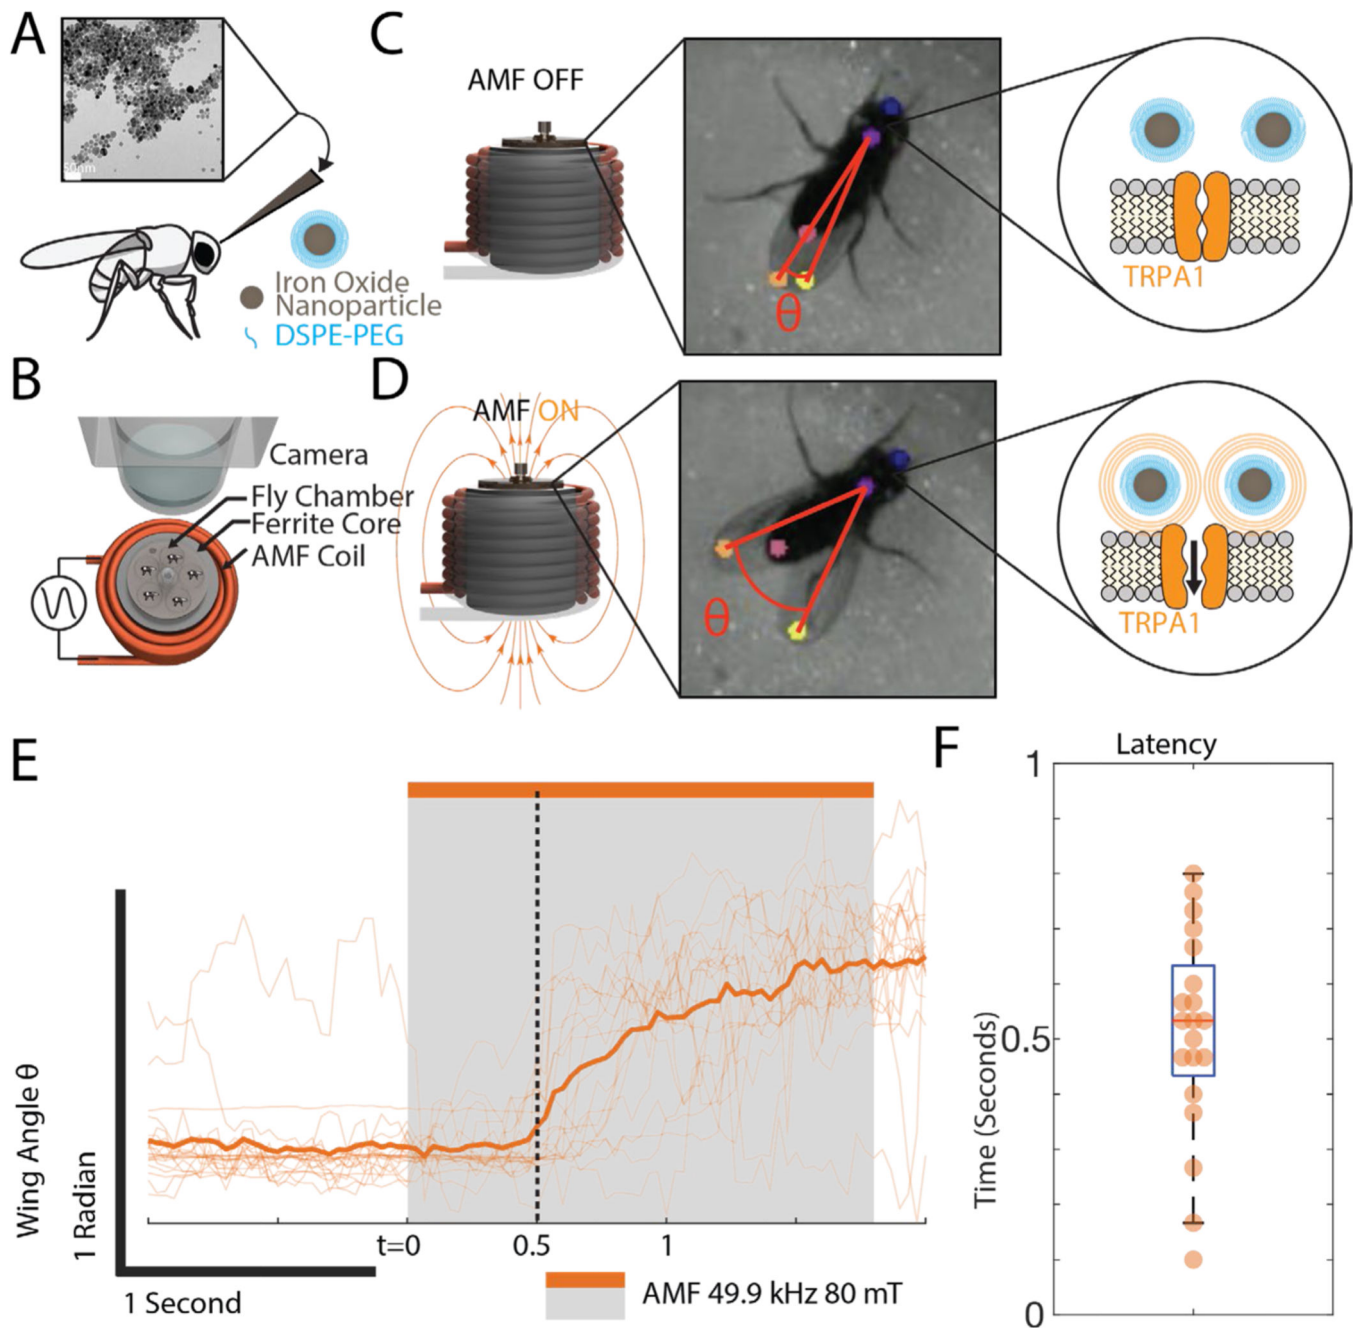 A
50nm
Iron Oxide
Nanoparticle
DSPE-PEG
B
Camera
Fly Chamber
Ferrite Core
AMF Coil
C
AMF OFF
θ
TRPA1
D
AMF ON
θ
TRPA1
E
Wing Angle θ
1 Radian
1 Second
t=0
0.5
1
AMF 49.9 kHz 80 mT
F
Latency
Time (Seconds)
1
0.5
0